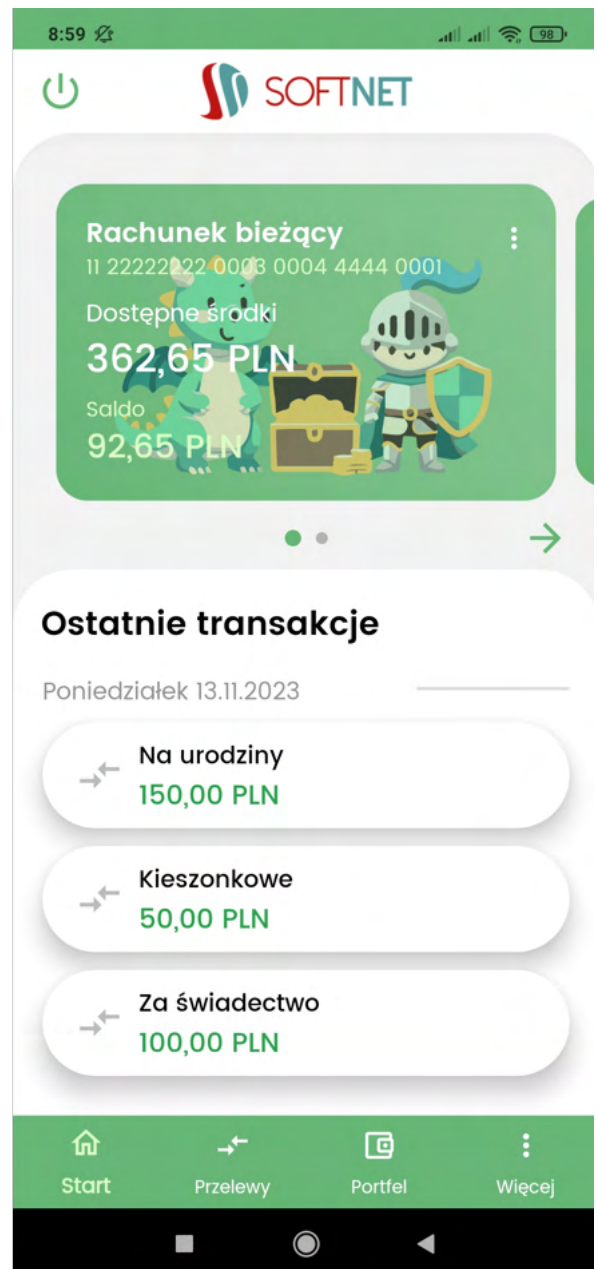 8:59
98
SOFTNET
Rachunek bieżący
11 22222222 0003 0004 4444 0001
Dostępne środki
362,65 PLN
Saldo
92,65 PLN
Ostatnie transakcje
Poniedziałek 13.11.2023
Na urodziny
150,00 PLN
Kieszonkowe
50,00 PLN
Za świadectwo
100,00 PLN
Start
Przelewy
Portfel
Więcej